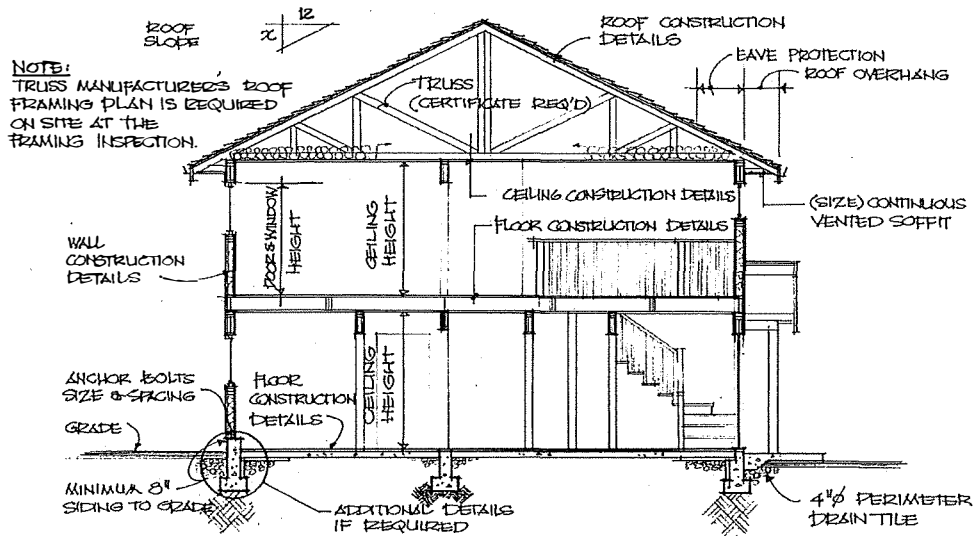 ROOF
SLOPE
12
x
ROOF CONSTRUCTION
DETAILS
EAVE PROTECTION
ROOF OVERHANG
NOTE:
TRUSS MANUFACTURER'S ROOF
FRAMING PLAN IS REQUIRED
ON SITE AT THE
FRAMING INSPECTION.
TRUSS
(CERTIFICATE REQ'D)
CEILING CONSTRUCTION DETAILS
(SIZE) CONTINUOUS
VENTED SOFFIT
FLOOR CONSTRUCTION DETAILS
DOOR & WINDOW
HEIGHT
CEILING
HEIGHT
WALL
CONSTRUCTION
DETAILS
ANCHOR BOLTS
SIZE & SPACING
FLOOR
CONSTRUCTION
DETAILS
CEILING
HEIGHT
GRADE
MINIMUM 8"
SIDING TO GRADE
ADDITIONAL DETAILS
IF REQUIRED
4"Ø PERIMETER
DRAIN TILE